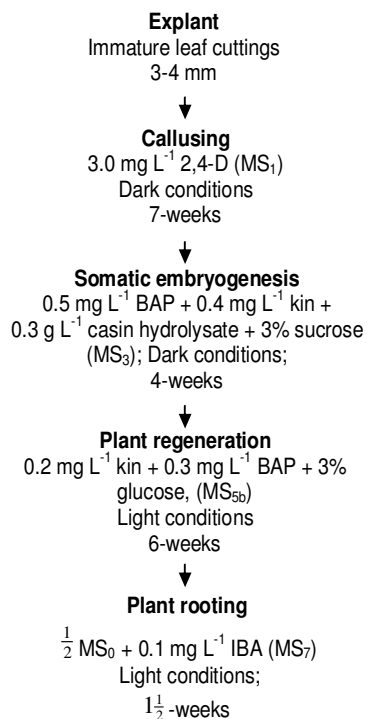 Explant
Immature leaf cuttings
3-4 mm
Callusing
3.0 mg L⁻¹ 2,4-D (MS₁)
Dark conditions
7-weeks
Somatic embryogenesis
0.5 mg L⁻¹ BAP + 0.4 mg L⁻¹ kin +
0.3 g L⁻¹ casin hydrolysate + 3% sucrose
(MS₃); Dark conditions;
4-weeks
Plant regeneration
0.2 mg L⁻¹ kin + 0.3 mg L⁻¹ BAP + 3%
glucose, (MS₅b)
Light conditions
6-weeks
Plant rooting
½ MS₀ + 0.1 mg L⁻¹ IBA (MS₇)
Light conditions;
1½-weeks